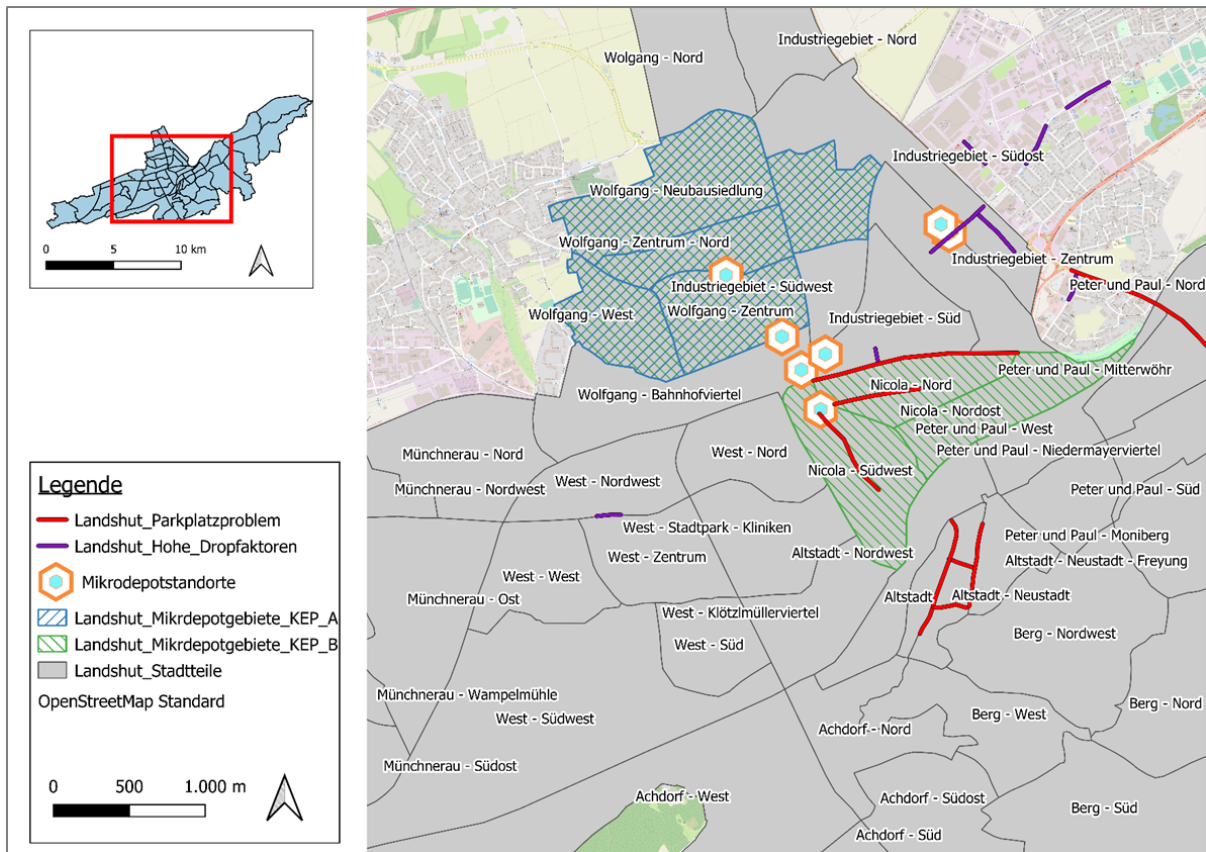 0
5
10 km
Legende
Landshut_Parkplatzproblem
Landshut_Hohe_Dropfaktoren
Mikrodepotstandorte
Landshut_Mikrdepotgebiete_KEP_A
Landshut_Mikrdepotgebiete_KEP_B
Landshut_Stadtteile
OpenStreetMap Standard
0
500
1.000 m
Industriegebiet - Nord
Wolgang - Nord
Industriegebiet - Südost
Wolfgang - Neubausiedlung
Wolfgang - Zentrum - Nord
Industriegebiet - Zentrum
Industriegebiet - Südwest
Peter und Paul - Nord
Wolfgang - West
Wolfgang - Zentrum
Industriegebiet - Süd
Peter und Paul - Mitterwöhr
Nicola - Nord
Wolfgang - Bahnhofviertel
Nicola - Nordost
Peter und Paul - West
Münchnerau - Nord
West - Nord
Peter und Paul - Niedermayerviertel
Nicola - Südwest
Münchnerau - Nordwest
West - Nordwest
Peter und Paul - Süd
West - Stadtpark - Kliniken
Peter und Paul - Moniberg
West - Zentrum
Altstadt - Nordwest
Altstadt - Neustadt - Freyung
West - West
Münchnerau - Ost
Altstadt
Altstadt - Neustadt
West - Klötzlmüllerviertel
Berg - Nordwest
West - Süd
Münchnerau - Wampelmühle
West - Südwest
Achdorf - Nord
Berg - West
Berg - Nord
Münchnerau - Südost
Achdorf - West
Achdorf - Südost
Berg - Süd
Achdorf - Süd